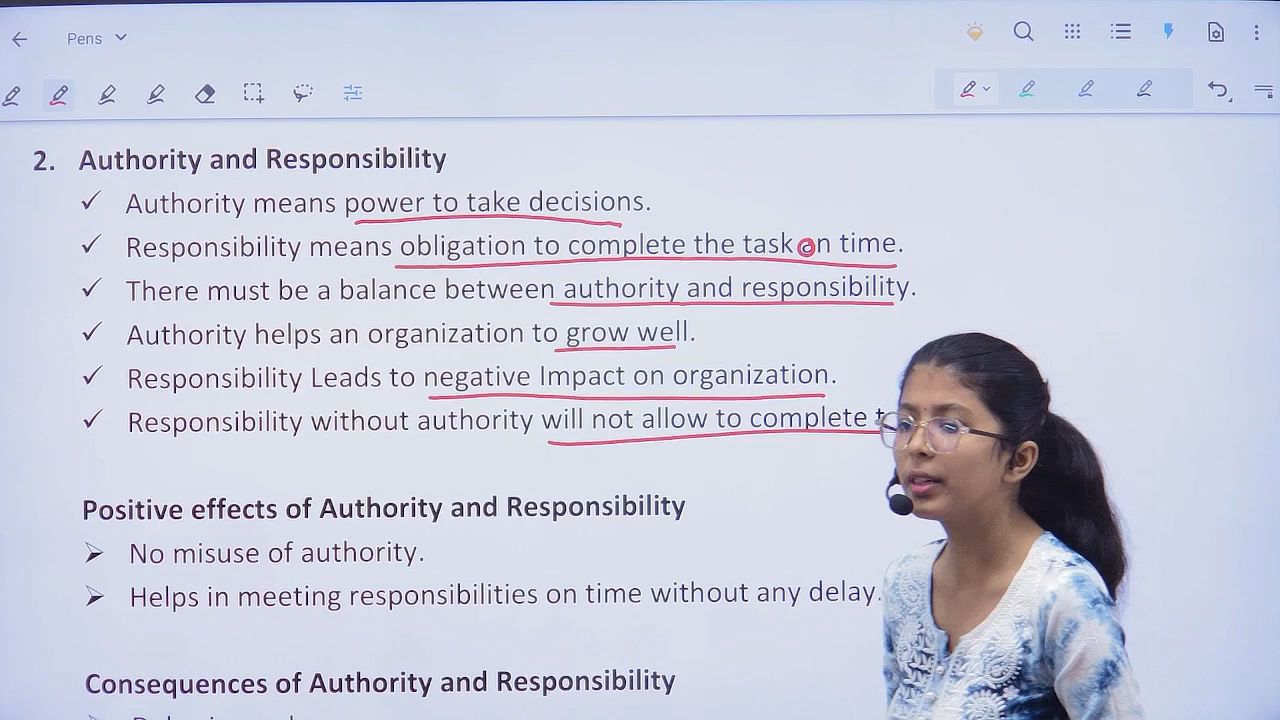 Pens
2. Authority and Responsibility
✓ Authority means power to take decisions.
✓ Responsibility means obligation to complete the task on time.
✓ There must be a balance between authority and responsibility.
✓ Authority helps an organization to grow well.
✓ Responsibility Leads to negative Impact on organization.
✓ Responsibility without authority will not allow to complete
Positive effects of Authority and Responsibility
➢ No misuse of authority.
➢ Helps in meeting responsibilities on time without any delay.
Consequences of Authority and Responsibility